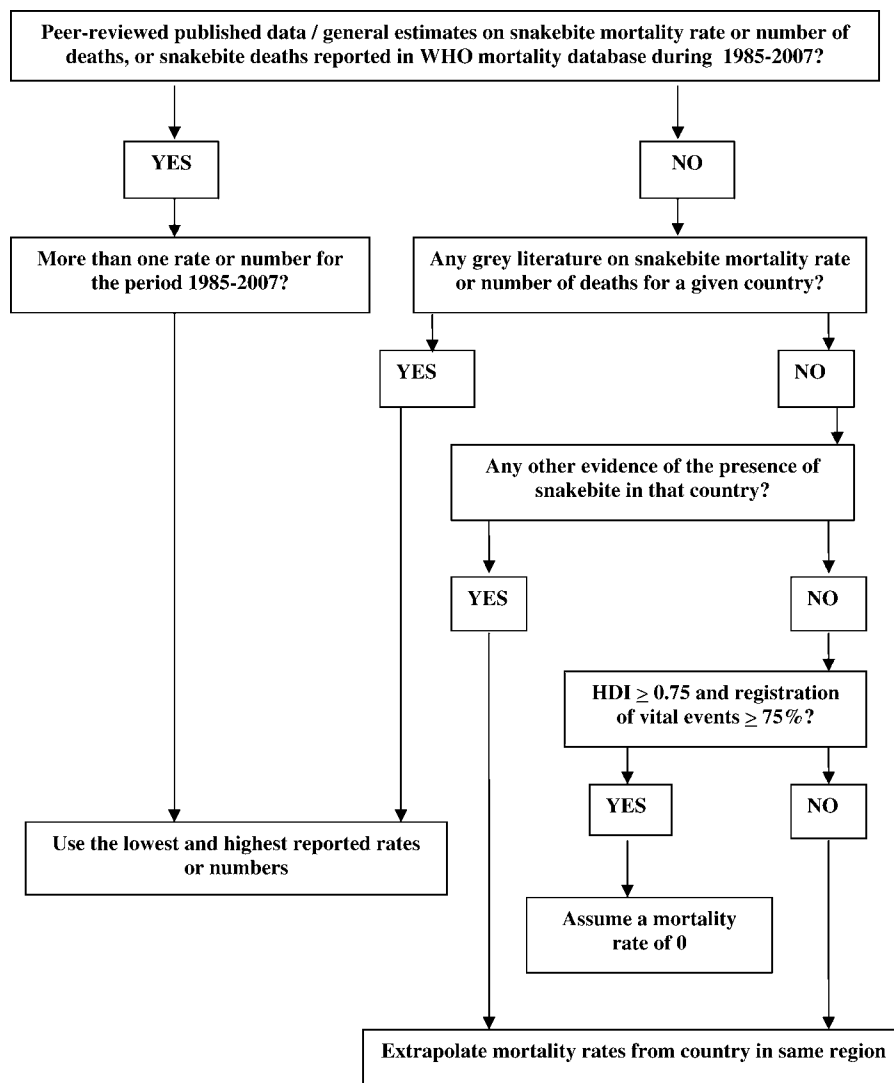 Peer-reviewed published data / general estimates on snakebite mortality rate or number of
deaths, or snakebite deaths reported in WHO mortality database during 1985-2007?
YES
NO
More than one rate or number for
the period 1985-2007?
Any grey literature on snakebite mortality rate
or number of deaths for a given country?
YES
NO
Any other evidence of the presence of
snakebite in that country?
YES
NO
HDI ≥ 0.75 and registration
of vital events ≥ 75%?
YES
NO
Use the lowest and highest reported rates
or numbers
Assume a mortality
rate of 0
Extrapolate mortality rates from country in same region